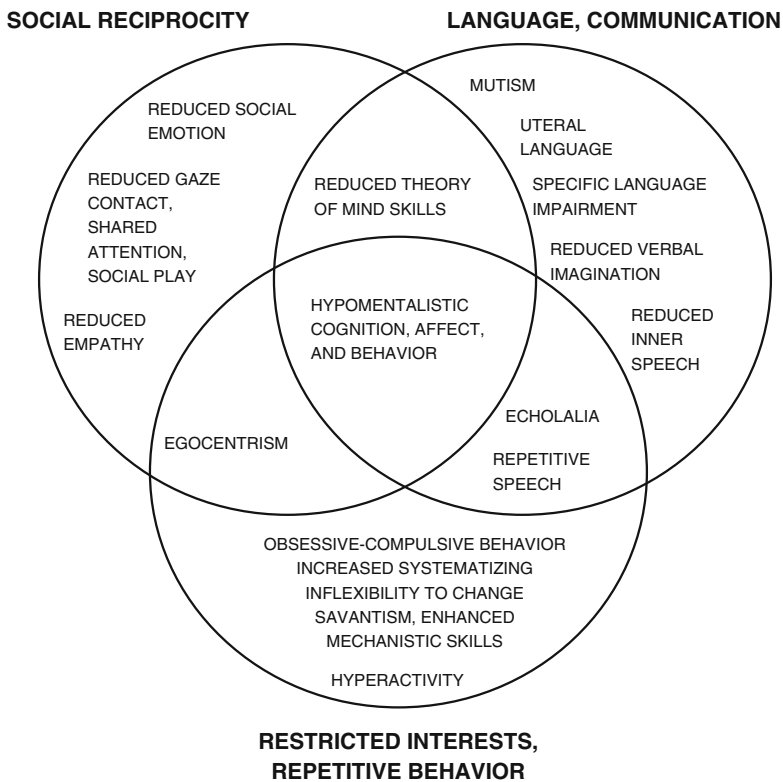 SOCIAL RECIPROCITY
LANGUAGE, COMMUNICATION
REDUCED SOCIAL
EMOTION
REDUCED GAZE
CONTACT,
SHARED
ATTENTION,
SOCIAL PLAY
REDUCED
EMPATHY
REDUCED THEORY
OF MIND SKILLS
MUTISM
UTERAL
LANGUAGE
SPECIFIC LANGUAGE
IMPAIRMENT
REDUCED VERBAL
IMAGINATION
REDUCED
INNER
SPEECH
HYPOMENTALISTIC
COGNITION, AFFECT,
AND BEHAVIOR
EGOCENTRISM
ECHOLALIA
REPETITIVE
SPEECH
OBSESSIVE-COMPULSIVE BEHAVIOR
INCREASED SYSTEMATIZING
INFLEXIBILITY TO CHANGE
SAVANTISM, ENHANCED
MECHANISTIC SKILLS
HYPERACTIVITY
RESTRICTED INTERESTS,
REPETITIVE BEHAVIOR